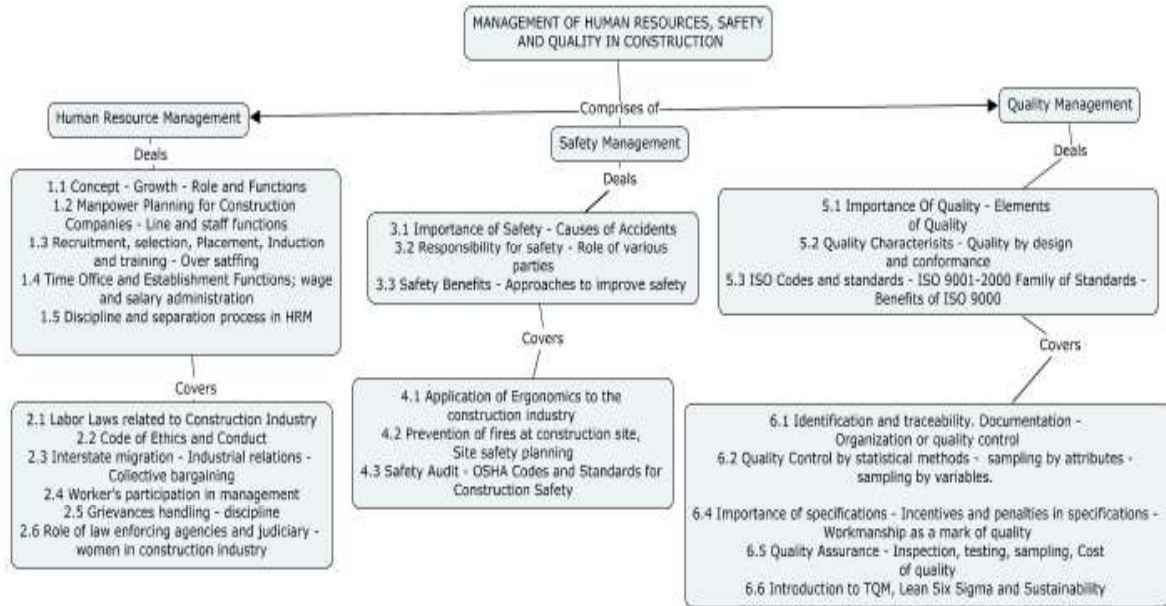 MANAGEMENT OF HUMAN RESOURCES, SAFETY
AND QUALITY IN CONSTRUCTION
Comprises of
Human Resource Management
Deals
1.1 Concept - Growth - Role and Functions
1.2 Manpower Planning for Construction
Companies - Line and staff functions
1.3 Recruitment, selection, Placement, Induction
and training - Over satffing
1.4 Time Office and Establishment Functions; wage
and salary administration
1.5 Discipline and separation process in HRM
Covers
2.1 Labor Laws related to Construction Industry
2.2 Code of Ethics and Conduct
2.3 Interstate migration - Industrial relations -
Collective bargaining
2.4 Worker's participation in management
2.5 Grievances handling - discipline
2.6 Role of law enforcing agencies and judiciary -
women in construction industry
Safety Management
Deals
3.1 Importance of Safety - Causes of Accidents
3.2 Responsibility for safety - Role of various
parties
3.3 Safety Benefits - Approaches to improve safety
Covers
4.1 Application of Ergonomics to the
construction industry
4.2 Prevention of fires at construction site,
Site safety planning
4.3 Safety Audit - OSHA Codes and Standards for
Construction Safety
Quality Management
Deals
5.1 Importance Of Quality - Elements
of Quality
5.2 Quality Characterisits - Quality by design
and conformance
5.3 ISO Codes and standards - ISO 9001-2000 Family of Standards -
Benefits of ISO 9000
Covers
6.1 Identification and traceability. Documentation -
Organization or quality control
6.2 Quality Control by statistical methods - sampling by attributes -
sampling by variables.
6.4 Importance of specifications - Incentives and penalties in specifications -
Workmanship as a mark of quality
6.5 Quality Assurance - Inspection, testing, sampling, Cost
of quality
6.6 Introduction to TQM, Lean Six Sigma and Sustainability